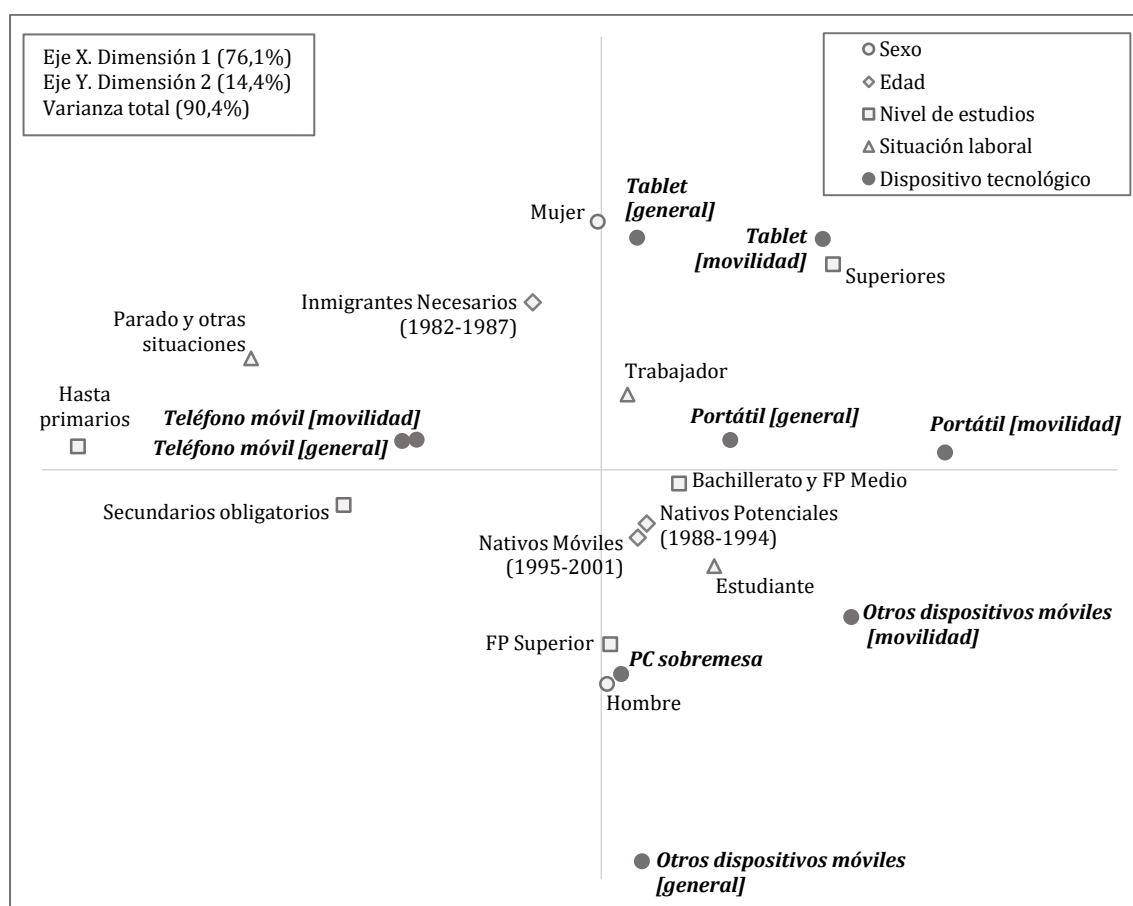 Eje X. Dimensión 1 (76,1%)
Eje Y. Dimensión 2 (14,4%)
Varianza total (90,4%)
Sexo
Edad
Nivel de estudios
Situación laboral
Dispositivo tecnológico
Mujer
Tablet
[general]
Tablet
[movilidad]
Superiores
Inmigrantes Necesarios
(1982-1987)
Parado y otras
situaciones
Trabajador
Hasta
primarios
Teléfono móvil [movilidad]
Teléfono móvil [general]
Portátil [general]
Portátil [movilidad]
Bachillerato y FP Medio
Secundarios obligatorios
Nativos Potenciales
(1988-1994)
Nativos Móviles
(1995-2001)
Estudiante
Otros dispositivos móviles
[movilidad]
FP Superior
PC sobremesa
Hombre
Otros dispositivos móviles
[general]